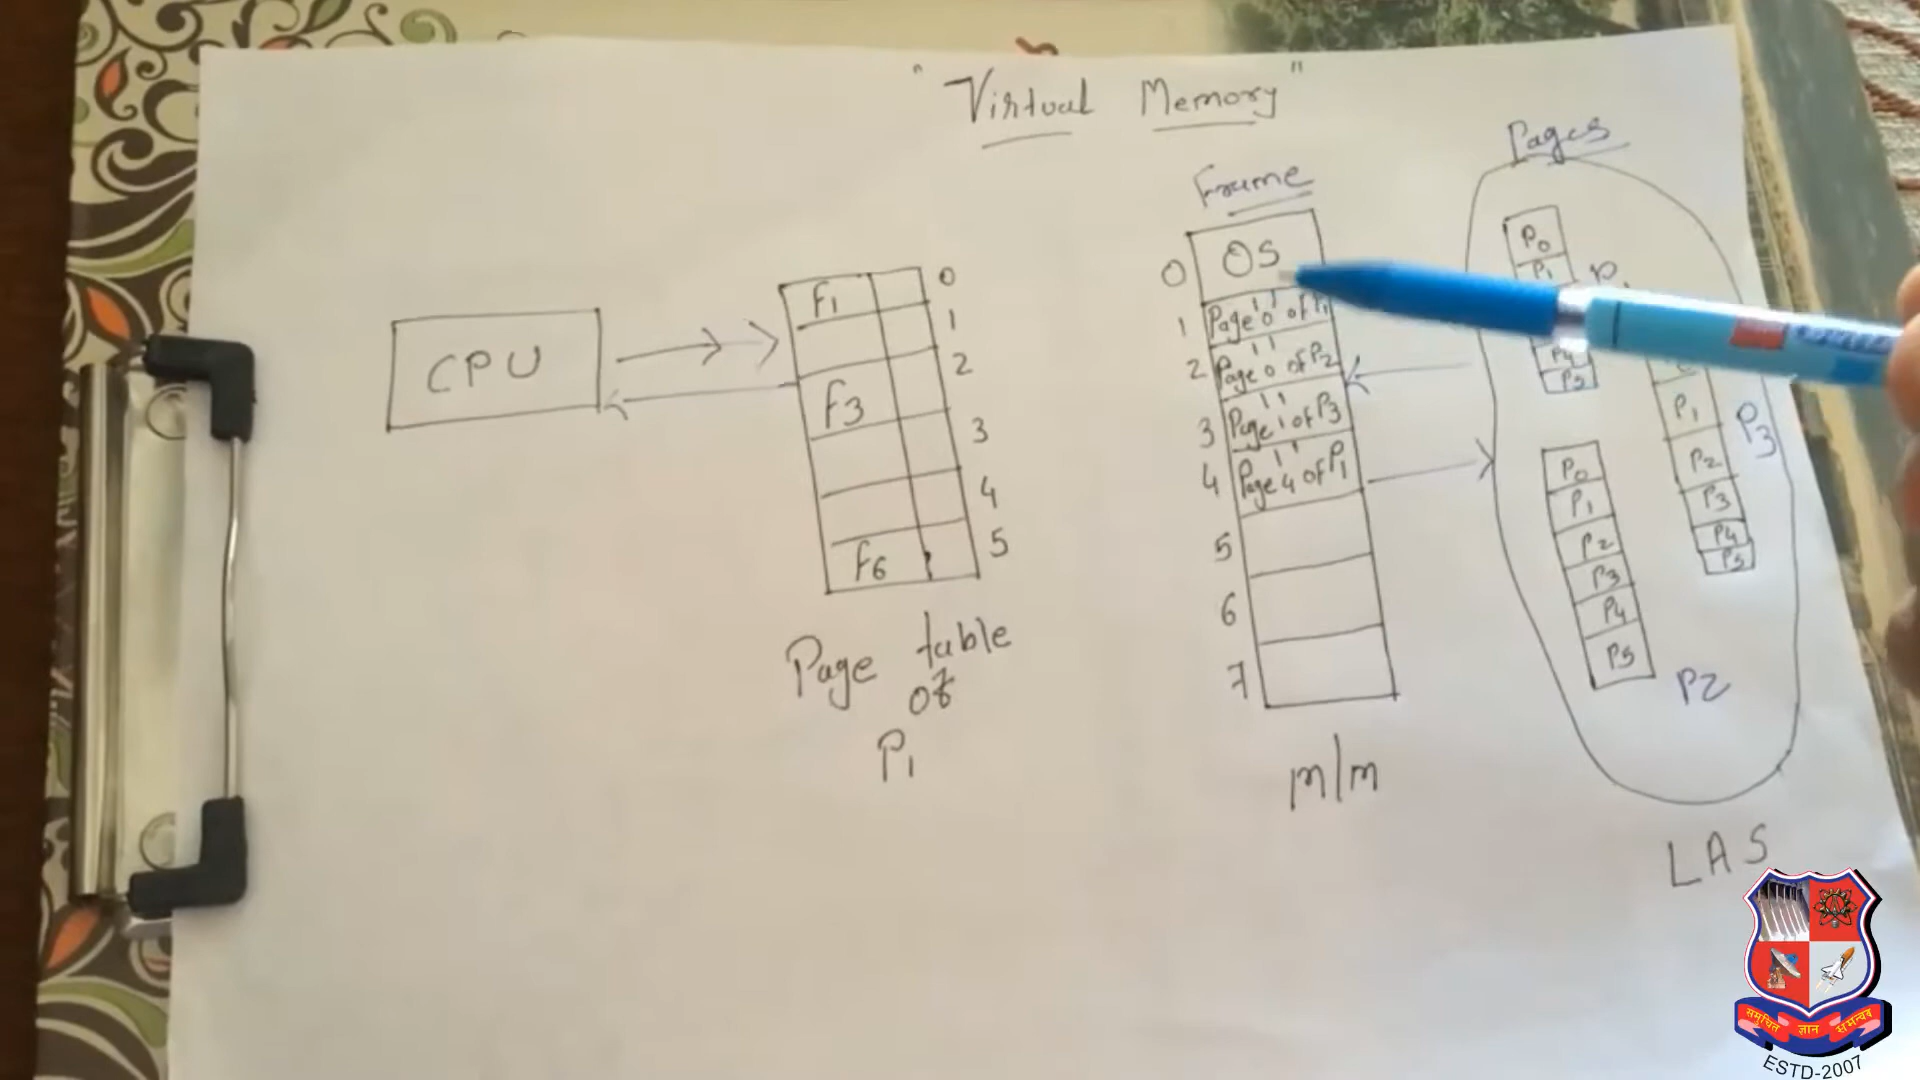 "Virtual Memory"
CPU
F1
F3
F6
0
1
2
3
4
5
Page table
of
P1
Frame
0 OS
1 Page '0' of P1
2 Page '0' of P2
3 Page '1' of P3
4 Page '4' of P1
5
6
7
m/m
Pages
P0
P1
P4
P5
P0
P1
P2
P3
P4
P5
P2
P1
P2
P3
P4
P5
P3
LAS
समुचित ज्ञान समन्वय
ESTD-2007